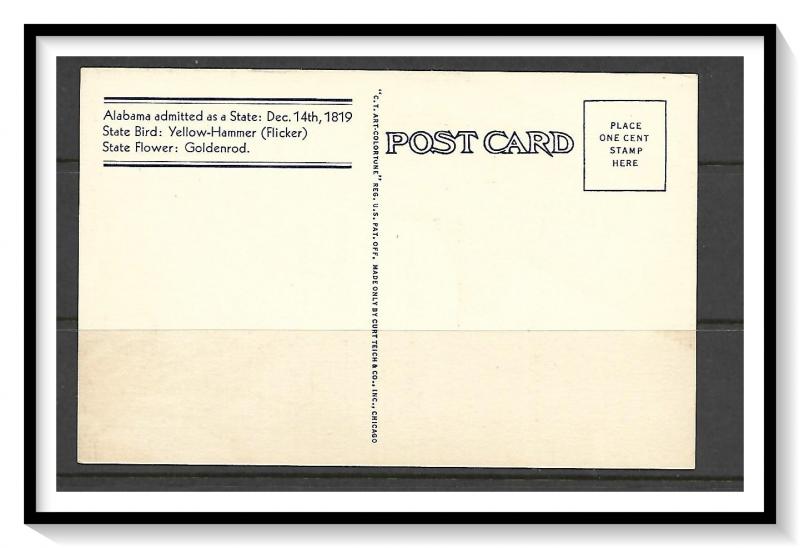 Alabama admitted as a State: Dec. 14th, 1819
State Bird: Yellow-Hammer (Flicker)
State Flower: Goldenrod.
"C.T. ART-COLORTONE" REG. U.S. PAT. OFF. MADE ONLY BY CURT TEICH & CO., INC., CHICAGO
POST CARD
PLACE
ONE CENT
STAMP
HERE